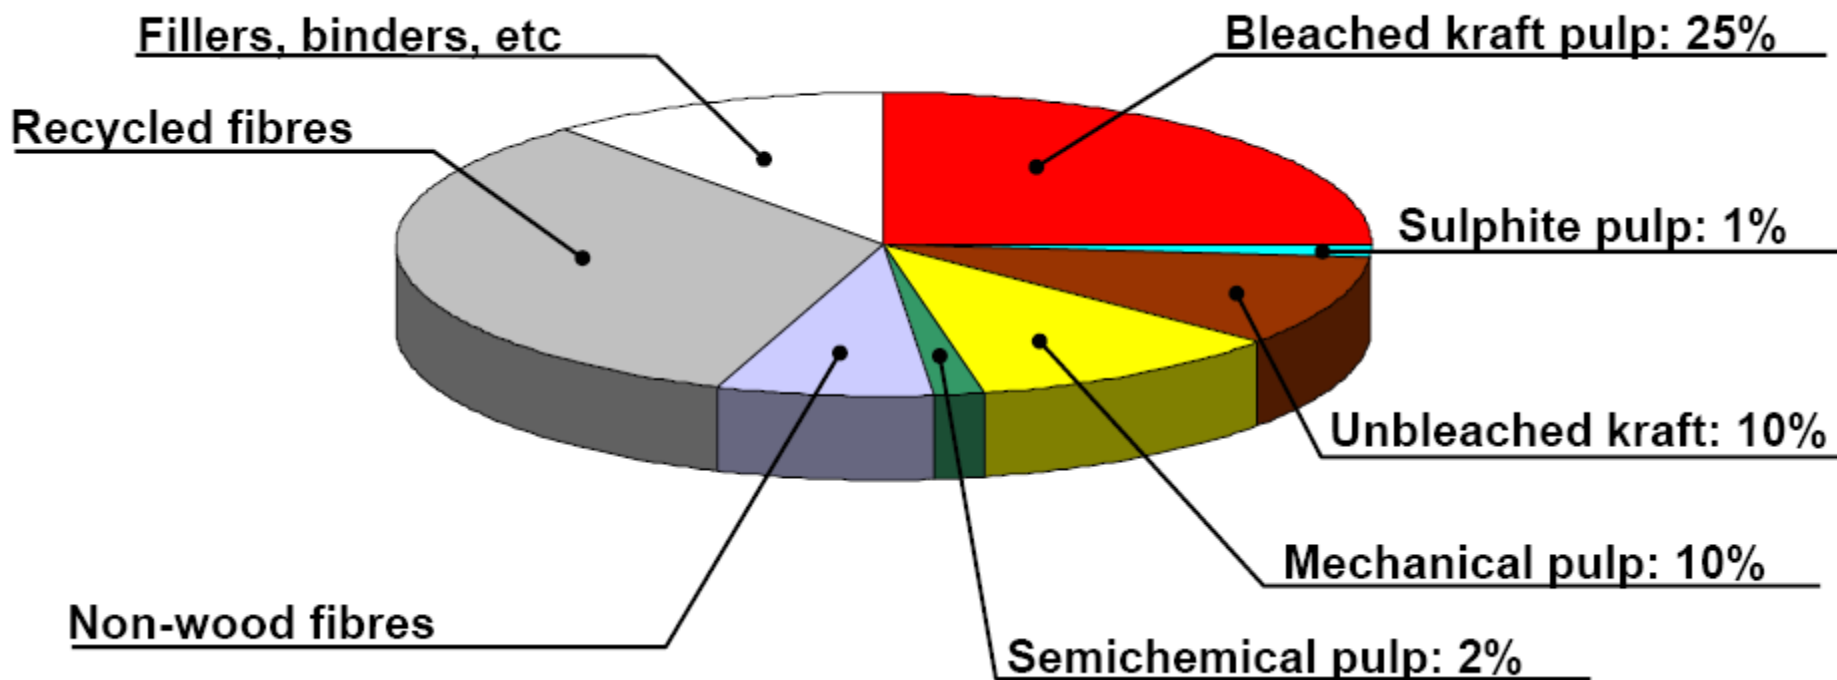 Fillers, binders, etc
Bleached kraft pulp: 25%
Recycled fibres
Sulphite pulp: 1%
Unbleached kraft: 10%
Mechanical pulp: 10%
Non-wood fibres
Semichemical pulp: 2%